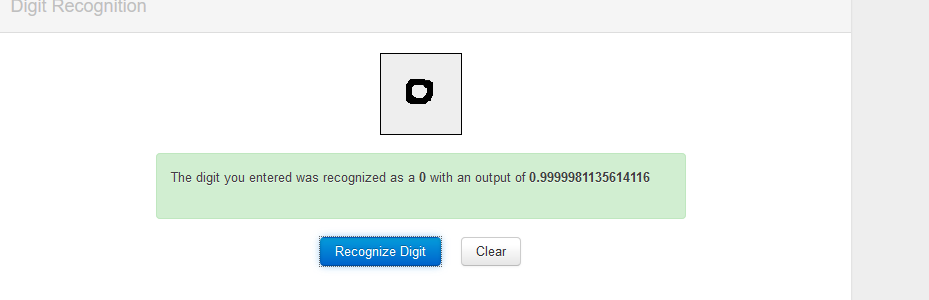 Digit Recognition
0
The digit you entered was recognized as a 0 with an output of 0.9999981135614116
Recognize Digit
Clear